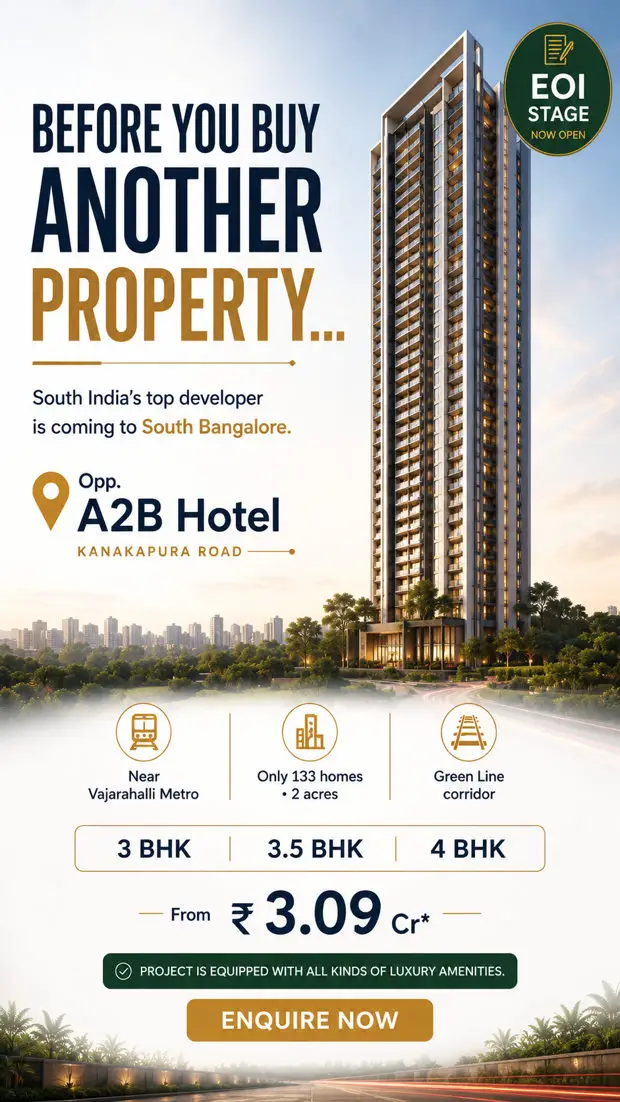 EOI
STAGE
NOW OPEN
BEFORE YOU BUY
ANOTHER
PROPERTY...
South India's top developer
is coming to South Bangalore.
Opp.
A2B Hotel
KANAKAPURA ROAD
Near
Vajarahalli Metro
Only 133 homes
• 2 acres
Green Line
corridor
3 BHK
3.5 BHK
4 BHK
From ₹ 3.09 Cr*
PROJECT IS EQUIPPED WITH ALL KINDS OF LUXURY AMENITIES.
ENQUIRE NOW